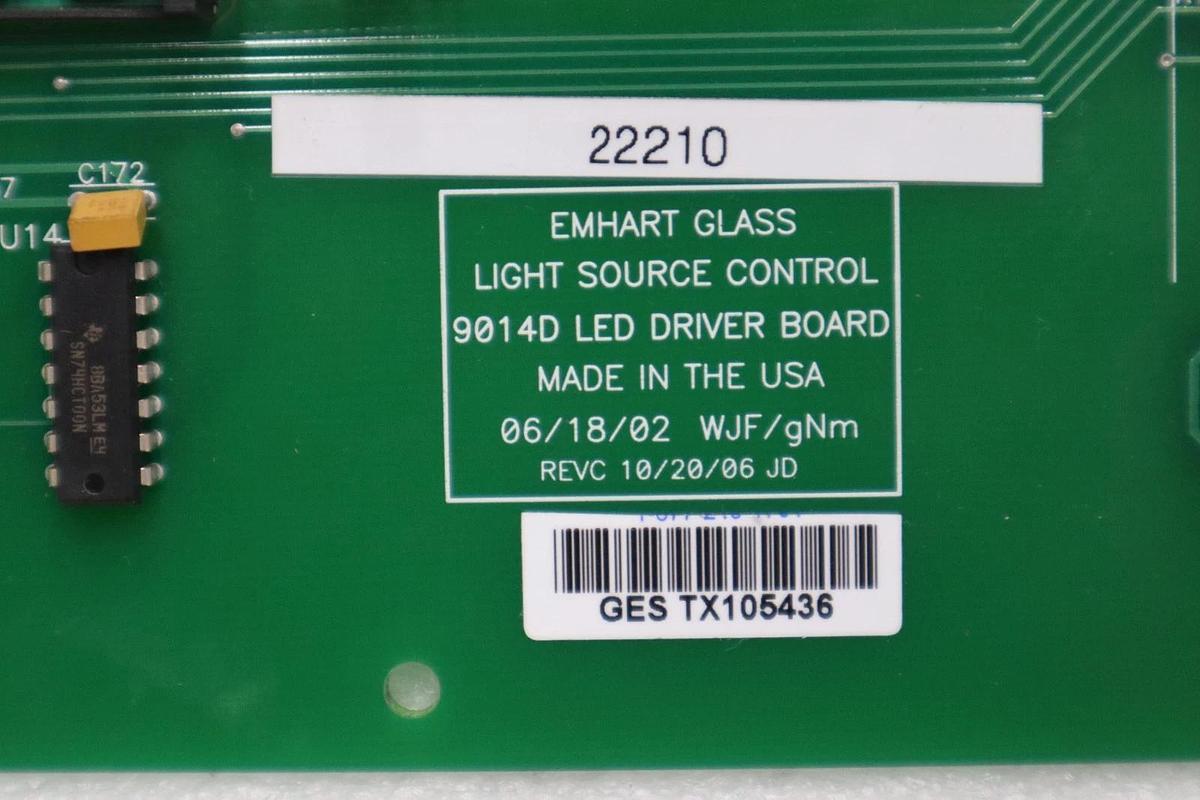 22210
C172
7
U14
SN74HCT00N
EMHART GLASS
LIGHT SOURCE CONTROL
9014D LED DRIVER BOARD
MADE IN THE USA
06/18/02 WJF/gNm
REVC 10/20/06 JD
GES TX105436